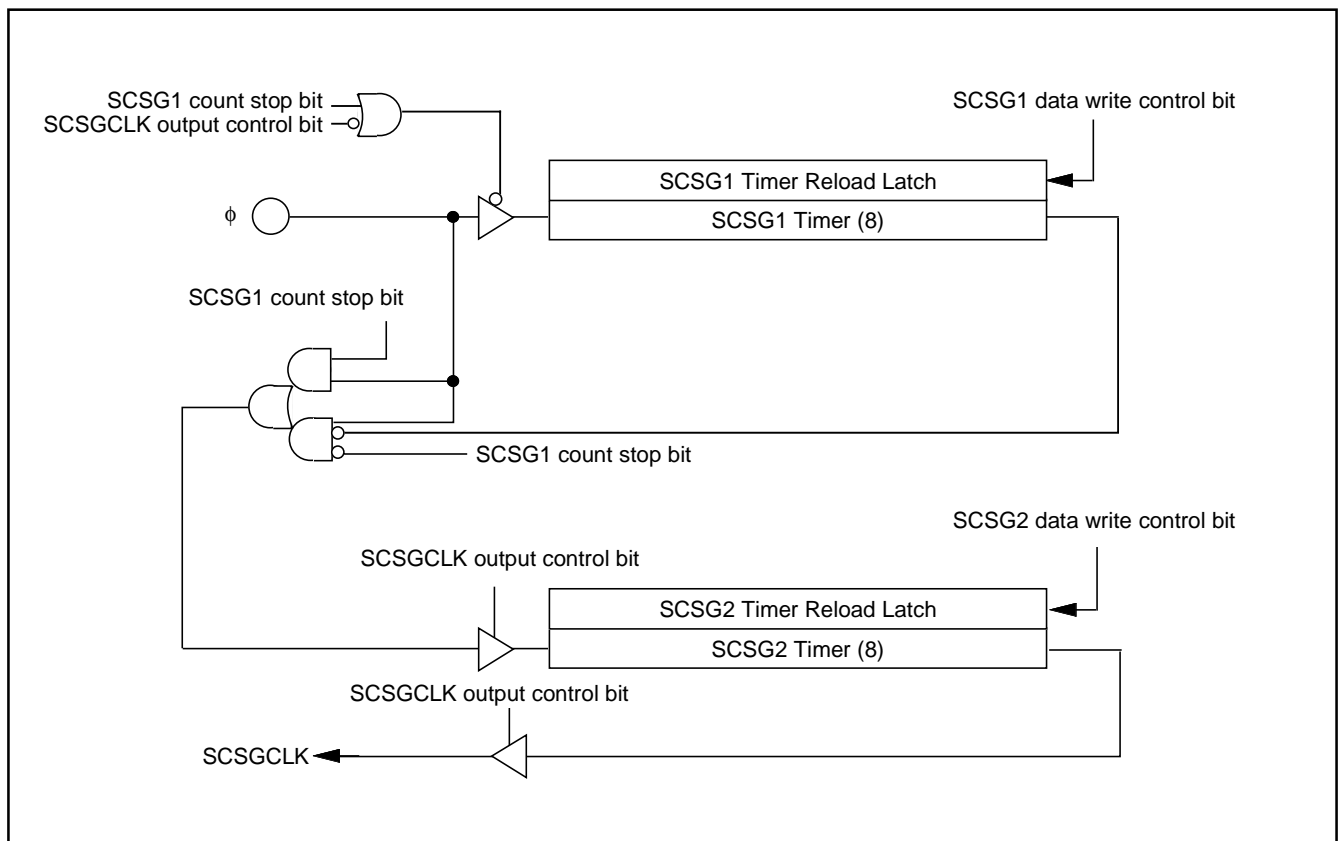 SCSG1 count stop bit
SCSGCLK output control bit
SCSG1 data write control bit
SCSG1 Timer Reload Latch
ϕ
SCSG1 Timer (8)
SCSG1 count stop bit
SCSG1 count stop bit
SCSG2 data write control bit
SCSGCLK output control bit
SCSG2 Timer Reload Latch
SCSG2 Timer (8)
SCSGCLK output control bit
SCSGCLK